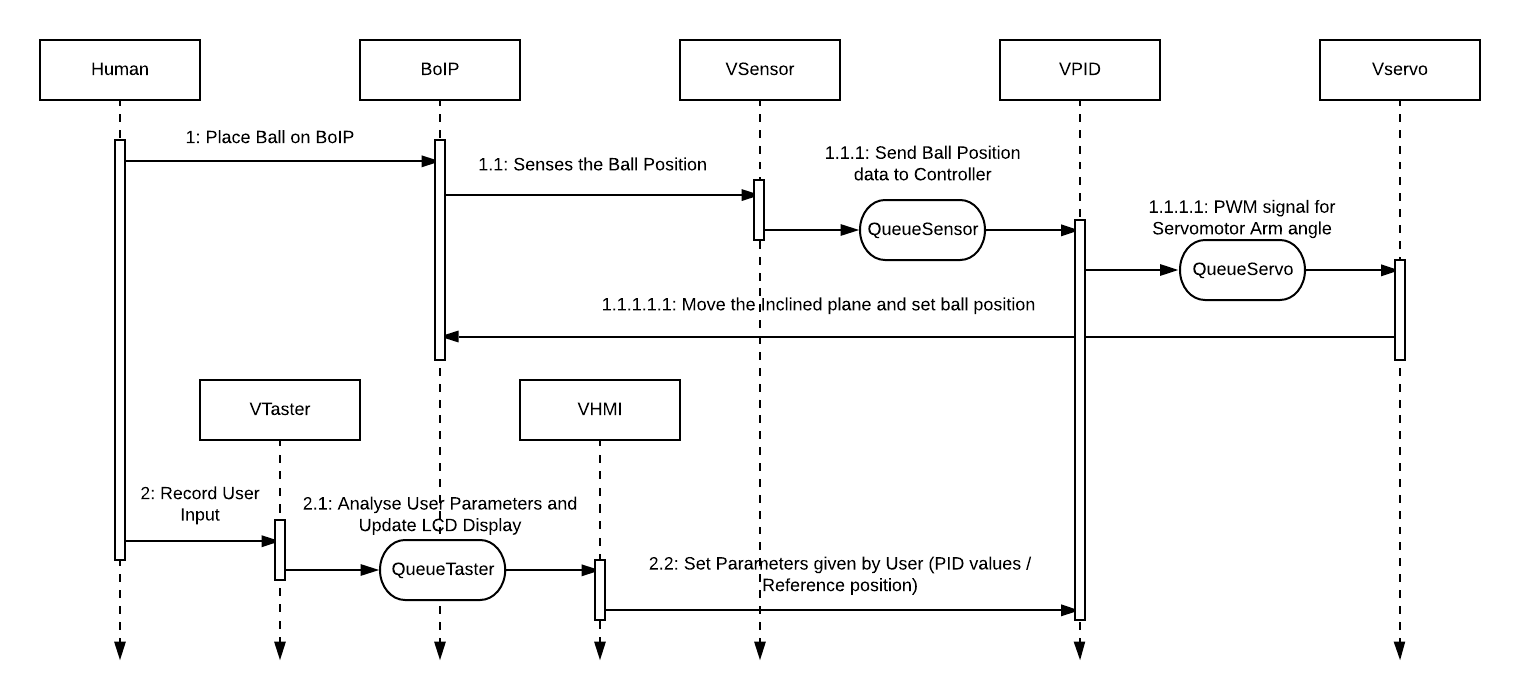 Human
BoIP
VSensor
VPID
Vservo
1: Place Ball on BoIP
1.1: Senses the Ball Position
1.1.1: Send Ball Position
data to Controller
QueueSensor
1.1.1.1: PWM signal for
Servomotor Arm angle
QueueServo
1.1.1.1.1: Move the Inclined plane and set ball position
VTaster
VHMI
2: Record User
Input
2.1: Analyse User Parameters and
Update LCD Display
QueueTaster
2.2: Set Parameters given by User (PID values /
Reference position)